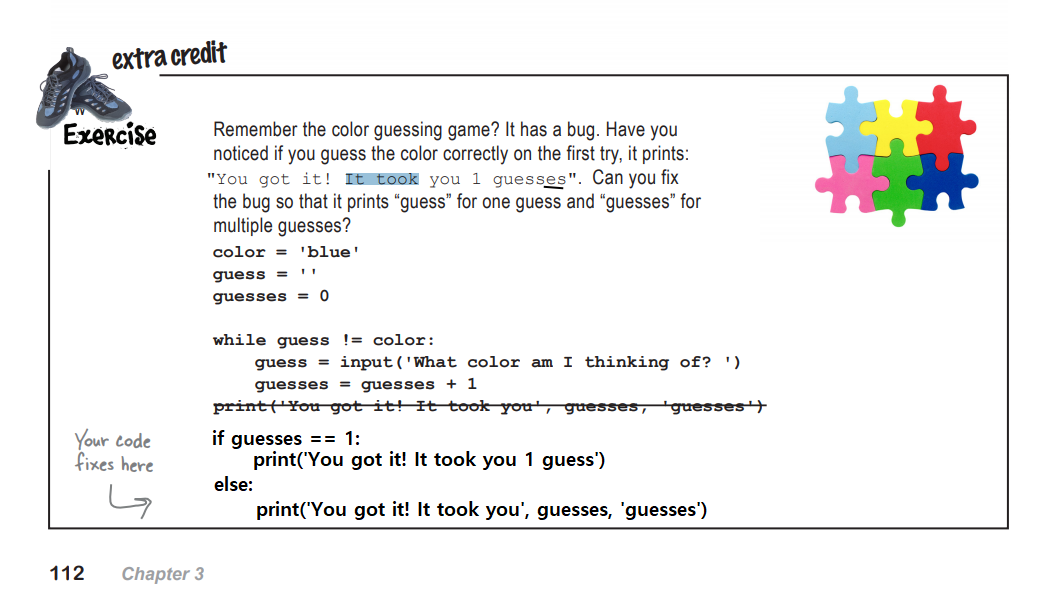 extra credit
Exercise
Remember the color guessing game? It has a bug. Have you
noticed if you guess the color correctly on the first try, it prints:
"You got it! It took you 1 guesses". Can you fix
the bug so that it prints “guess” for one guess and “guesses” for
multiple guesses?
color = 'blue'
guess = ''
guesses = 0
while guess != color:
    guess = input('What color am I thinking of? ')
    guesses = guesses + 1
print('You got it! It took you', guesses, 'guesses')
Your code
fixes here
if guesses == 1:
    print('You got it! It took you 1 guess')
else:
    print('You got it! It took you', guesses, 'guesses')
112 Chapter 3